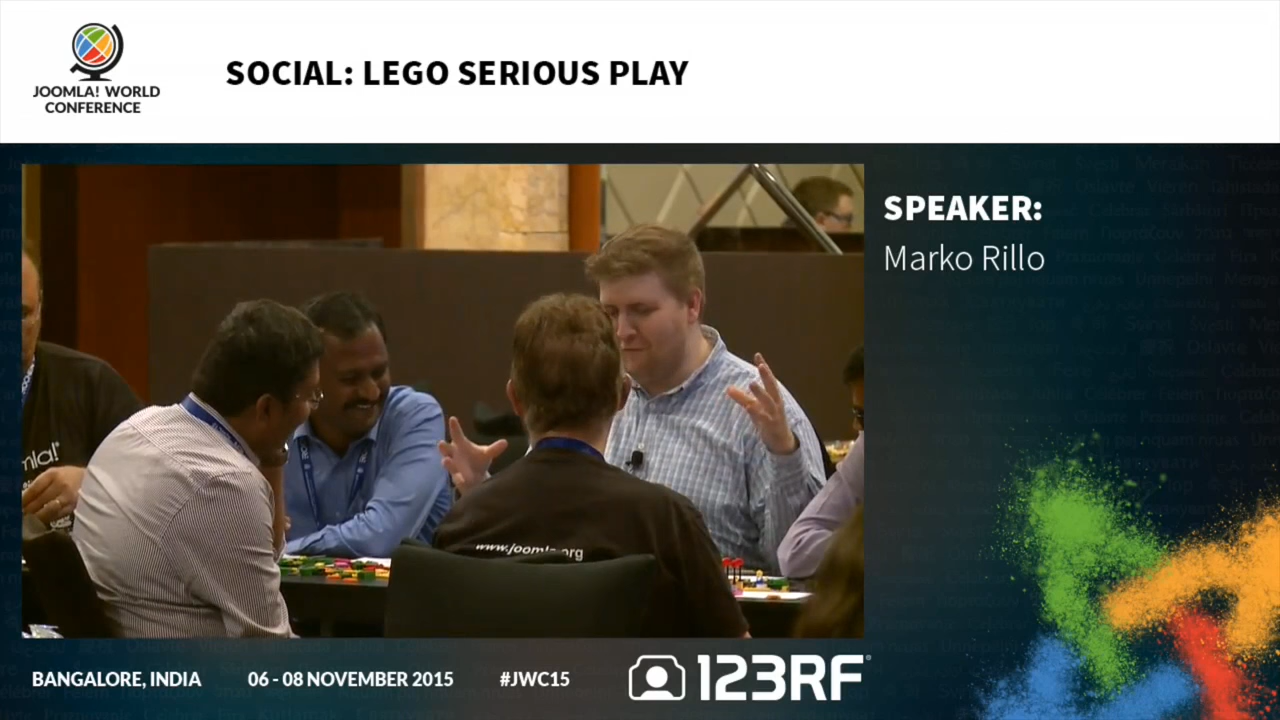 JOOMLA! WORLD
CONFERENCE
SOCIAL: LEGO SERIOUS PLAY
SPEAKER:
Marko Rillo
mla!
www.joomla.org
BANGALORE, INDIA
06 - 08 NOVEMBER 2015
#JWC15
123RF